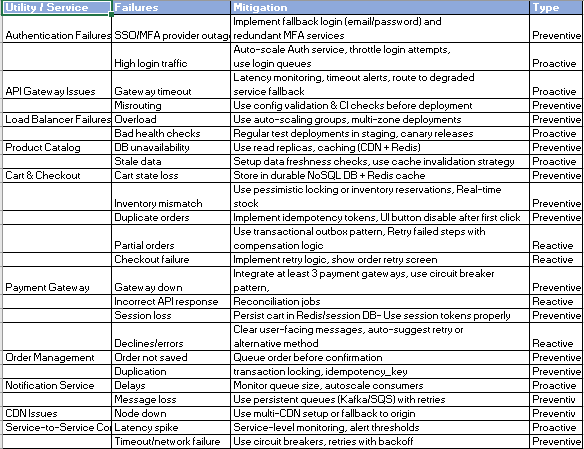 Utility / Service Failures Mitigation Type
Implement fallback login (email/password) and
Authentication Failures SSO/MFA provider outag redundant MFA services Preventive
Auto-scale Auth service, throttle login attempts,
High login traffic use login queues Proactive
Latency monitoring, timeout alerts, route to degraded
API Gateway Issues Gateway timeout service fallback Proactive
Misrouting Use config validation & CI checks before deployment Preventive
Load Balancer Failures Overload Use auto-scaling groups, multi-zone deployments Preventive
Bad health checks Regular test deployments in staging, canary releases Proactive
Product Catalog DB unavailability Use read replicas, caching (CDN + Redis) Preventive
Stale data Setup data freshness checks, use cache invalidation strategy Proactive
Cart & Checkout Cart state loss Store in durable NoSQL DB + Redis cache Preventive
Use pessimistic locking or inventory reservations, Real-time
Inventory mismatch stock Preventive
Duplicate orders Implement idempotency tokens, UI button disable after first click Preventive
Use transactional outbox pattern, Retry failed steps with
Partial orders compensation logic Reactive
Checkout failure Implement retry logic, show order retry screen Reactive
Integrate at least 3 payment gateways, use circuit breaker
Payment Gateway Gateway down pattern, Preventive
Incorrect API response Reconciliation jobs Reactive
Session loss Persist cart in Redis/session DB- Use session tokens properly Preventive
Clear user-facing messages, auto-suggest retry or
Declines/errors alternative method Reactive
Order Management Order not saved Queue order before confirmation Preventive
Duplication transaction locking, idempotency_key Preventive
Notification Service Delays Monitor queue size, autoscale consumers Proactive
Message loss Use persistent queues (Kafka/SQS) with retries Preventiv
CDN Issues Node down Use multi-CDN setup or fallback to origin Preventive
Service-to-Service Co Latency spike Service-level monitoring, alert thresholds Proactive
Timeout/network failure Use circuit breakers, retries with backoff Preventive